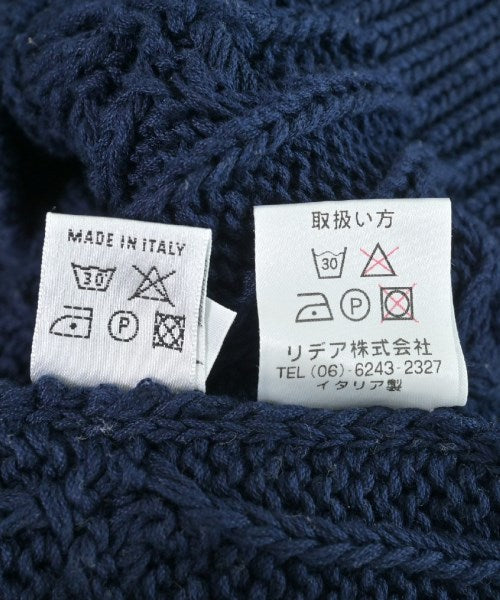 MADE IN ITALY
30
P
取扱い方
30
P
リデア株式会社
TEL (06)-6243-2327
イタリア製